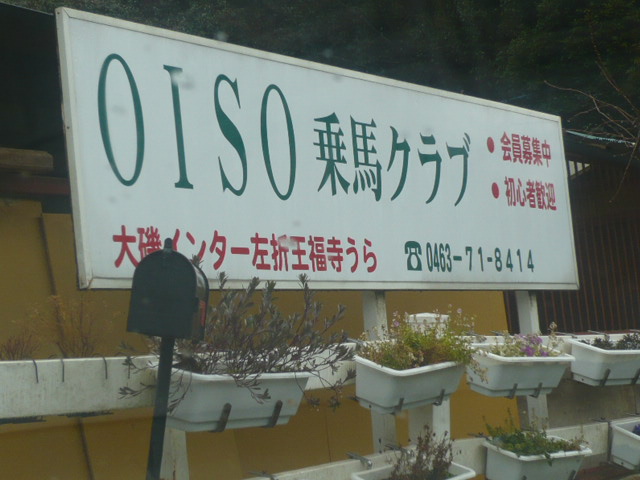 OISO 乗馬クラブ
● 会員募集中
● 初心者歓迎
大磯インター左折王福寺うら
☎0463-71-8414